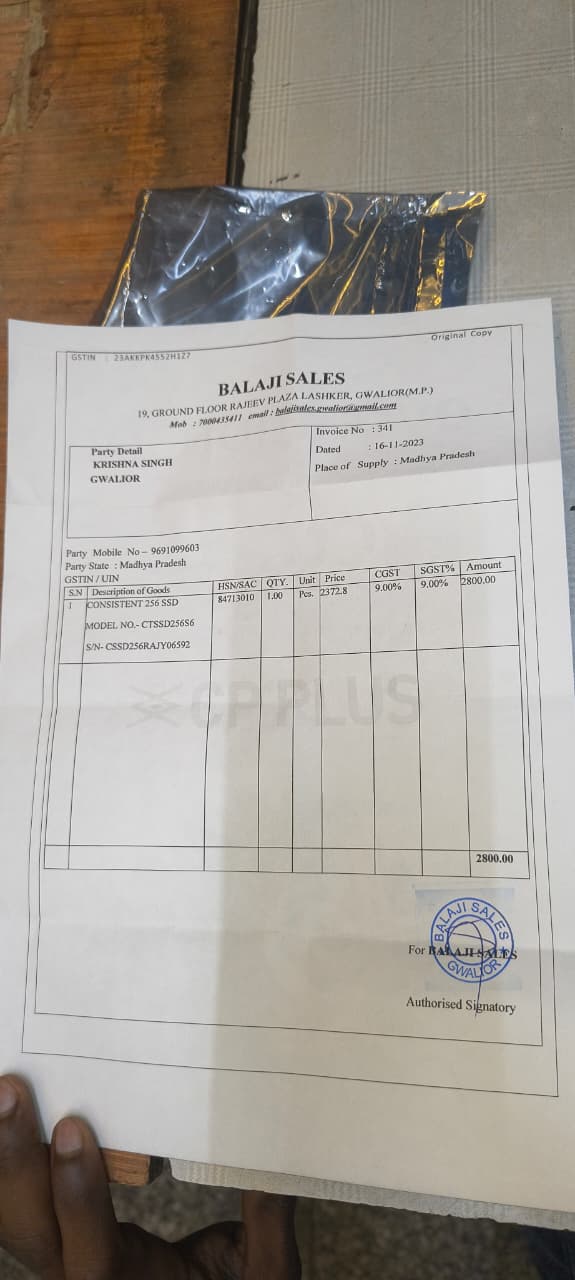 Original Copy
GSTIN : 23AKKPK4552H1Z7
BALAJI SALES
19, GROUND FLOOR RAJEEV PLAZA LASHKER, GWALIOR(M.P.)
Mob : 7000435411 email : balajisales.gwalior@gmail.com
Party Detail
KRISHNA SINGH
GWALIOR
Invoice No : 341
Dated : 16-11-2023
Place of Supply : Madhya Pradesh
Party Mobile No – 9691099603
Party State : Madhya Pradesh
GSTIN / UIN
S.N Description of Goods HSN/SAC QTY. Unit Price CGST SGST% Amount
1 CONSISTENT 256 SSD 84713010 1.00 Pcs. 2372.8 9.00% 9.00% 2800.00
MODEL NO.- CTSSD256S6
S/N- CSSD256RAJY06592
CP PLUS
2800.00
BALAJI SALES
GWALIOR
For BALAJI SALES
Authorised Signatory